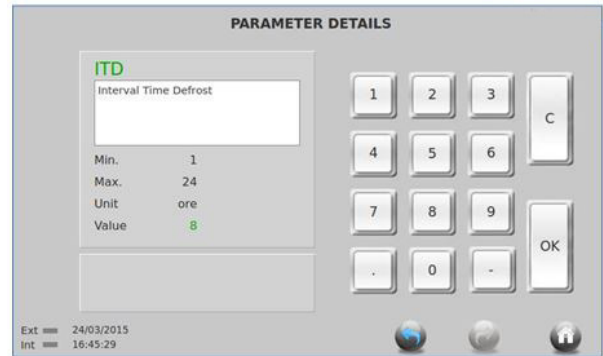 PARAMETER DETAILS
ITD
Interval Time Defrost
Min. 1
Max. 24
Unit ore
Value 8
1 2 3
C
4 5 6
7 8 9
OK
. 0 -
Ext 24/03/2015
Int 16:45:29